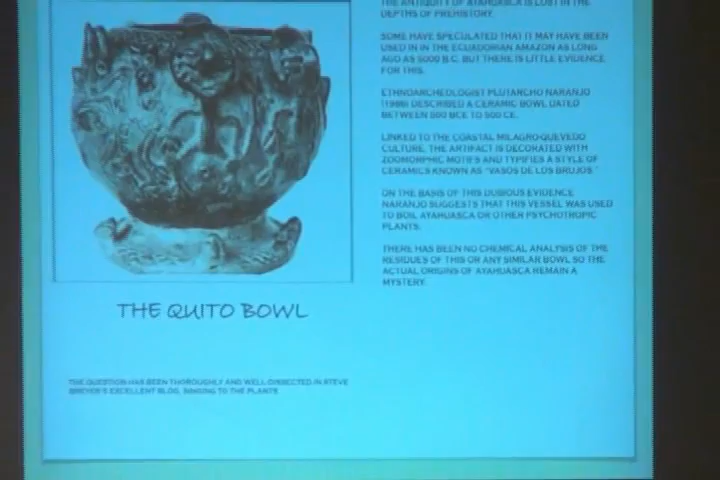 THE ANTIQUITY OF AYAHUASCA IS LOST IN THE
DEPTHS OF PREHISTORY.
SOME HAVE SPECULATED THAT IT MAY HAVE BEEN
USED IN IN THE ECUADORIAN AMAZON AS LONG
AGO AS 5000 B.C. BUT THERE IS LITTLE EVIDENCE
FOR THIS.
ETHNOARCHEOLOGIST PLUTARCHO NARANJO
(1986) DESCRIBED A CERAMIC BOWL DATED
BETWEEN 500 BCE TO 500 CE.
LINKED TO THE COASTAL MILAGRO-QUEVEDO
CULTURE, THE ARTIFACT IS DECORATED WITH
ZOOMORPHIC MOTIFS AND TYPIFIES A STYLE OF
CERAMICS KNOWN AS "VASOS DE LOS BRUJOS."
ON THE BASIS OF THIS DUBIOUS EVIDENCE
NARANJO SUGGESTS THAT THIS VESSEL WAS USED
TO BOIL AYAHUASCA OR OTHER PSYCHOTROPIC
PLANTS.
THERE HAS BEEN NO CHEMICAL ANALYSIS OF THE
RESIDUES OF THIS OR ANY SIMILAR BOWL SO THE
ACTUAL ORIGINS OF AYAHUASCA REMAIN A
MYSTERY.
THE QUITO BOWL
THE QUESTION HAS BEEN THOROUGHLY AND WELL DISSECTED IN STEVE
BREYER'S EXCELLENT BLOG, SINGING TO THE PLANTS